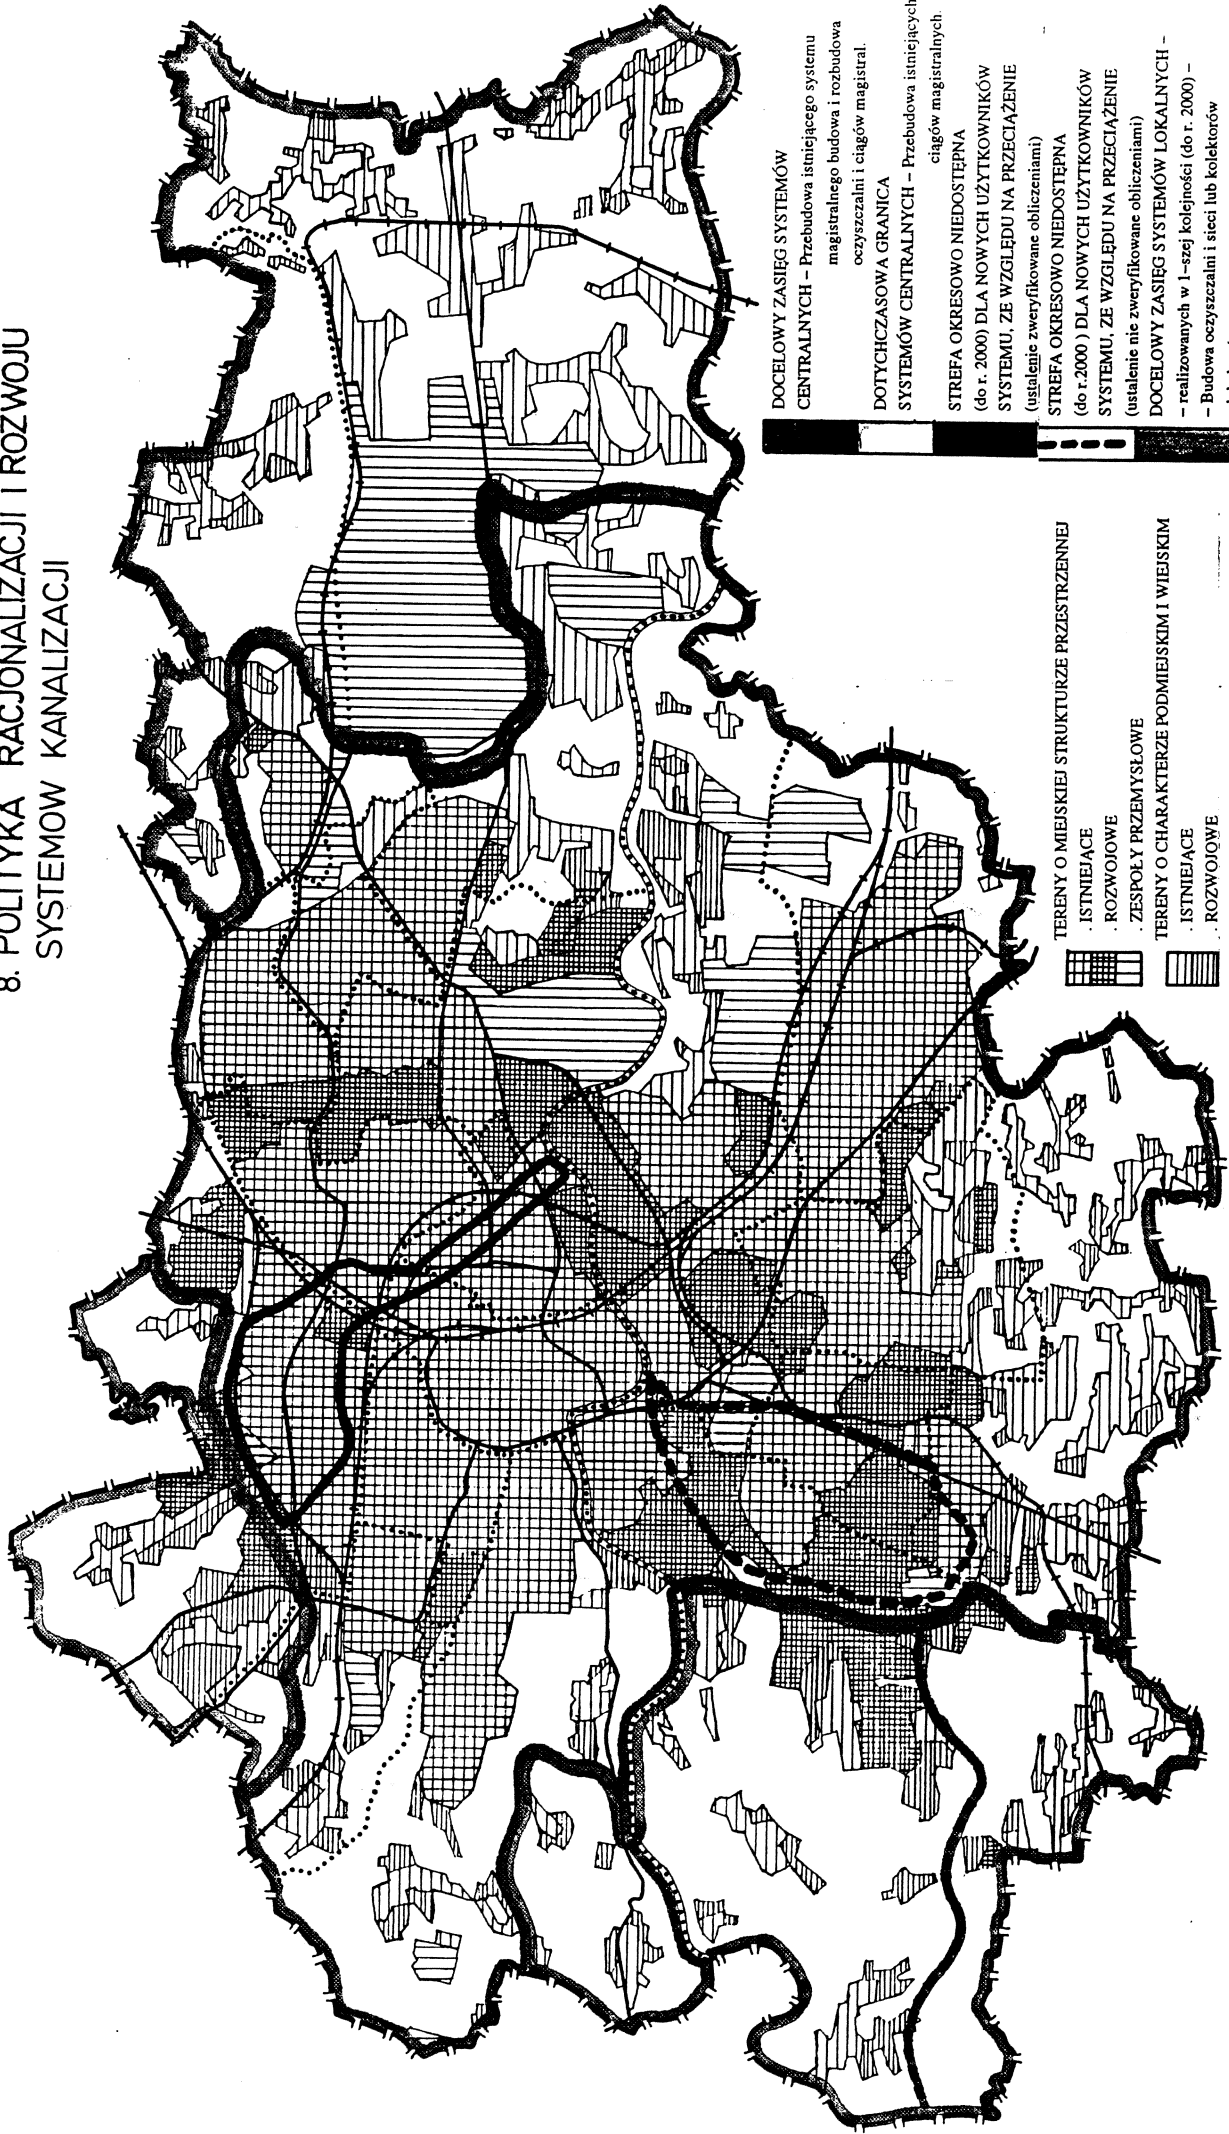 8. POLITYKA RACJONALIZACJI I ROZWOJU
SYSTEMOW KANALIZACJI
DOCELOWY ZASIĘG SYSTEMÓW
CENTRALNYCH – Przebudowa istniejącego systemu
magistralnego budowa i rozbudowa
oczyszczalni i ciągów magistral.
DOTYCHCZASOWA GRANICA
SYSTEMÓW CENTRALNYCH – Przebudowa istniejących
ciągów magistralnych.
STREFA OKRESOWO NIEDOSTĘPNA
(do r. 2000) DLA NOWYCH UŻYTKOWNIKÓW
SYSTEMU, ZE WZGLĘDU NA PRZECIĄŻENIE
(ustalenie zweryfikowane obliczeniami)
STREFA OKRESOWO NIEDOSTĘPNA
(do r.2000 ) DLA NOWYCH UŻYTKOWNIKÓW
SYSTEMU, ZE WZGLĘDU NA PRZECIĄŻENIE
(ustalenie nie zweryfikowane obliczeniami)
DOCELOWY ZASIĘG SYSTEMÓW LOKALNYCH –
– realizowanych w 1–szej kolejności (do r. 2000) –
– Budowa oczyszczalni i sieci lub kolektorów
TERENY O MIEJSKIEJ STRUKTURZE PRZESTRZENNEJ
. ISTNIEJĄCE
. ROZWOJOWE
. ZESPOŁY PRZEMYSŁOWE
TERENY O CHARAKTERZE PODMIEJSKIM I WIEJSKIM
. ISTNIEJĄCE
. ROZWOJOWE